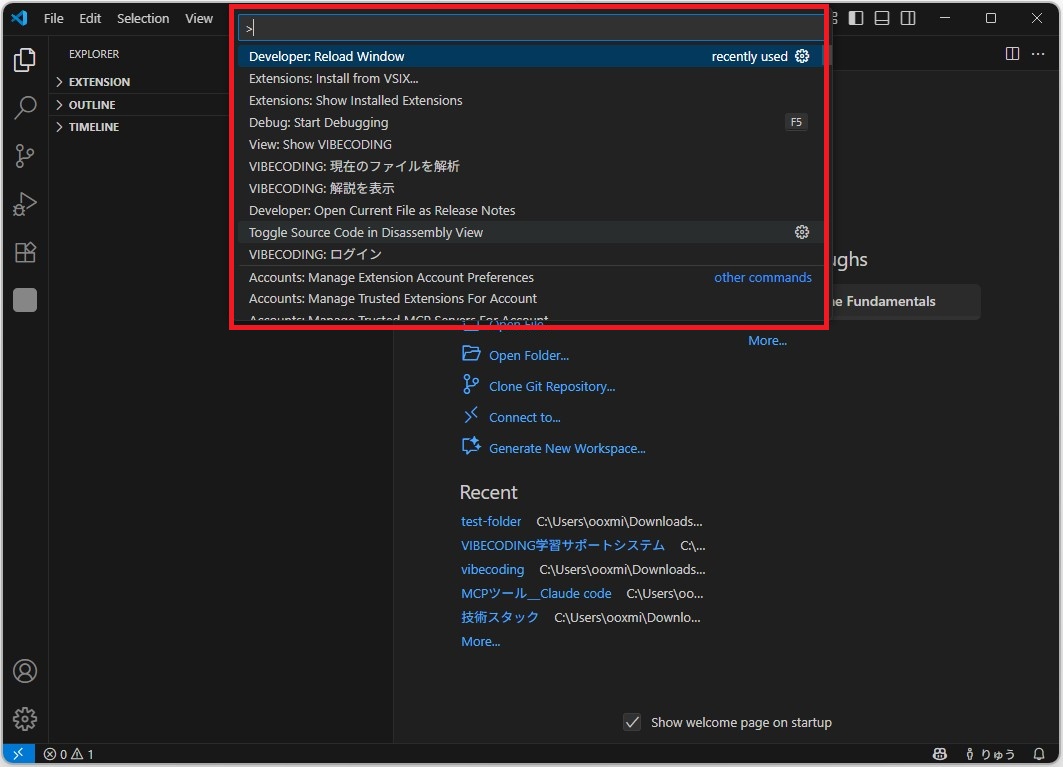 File Edit Selection View
>
EXPLORER
EXTENSION
OUTLINE
TIMELINE
Developer: Reload Window recently used
Extensions: Install from VSIX...
Extensions: Show Installed Extensions
Debug: Start Debugging F5
View: Show VIBECODING
VIBECODING: 現在のファイルを解析
VIBECODING: 解説を表示
Developer: Open Current File as Release Notes
Toggle Source Code in Disassembly View
VIBECODING: ログイン
Accounts: Manage Extension Account Preferences other commands
Accounts: Manage Trusted Extensions For Account
Accounts: Manage Trusted MCP Servers For Account
Open File...
Open Folder...
Clone Git Repository...
Connect to...
Generate New Workspace...
Recent
test-folder C:\Users\ooxmi\Downloads...
VIBECODING学習サポートシステム C:\...
vibecoding C:\Users\ooxmi\Downloads...
MCPツール__Claude code C:\Users\oo...
技術スタック C:\Users\ooxmi\Downlo...
More...
ughs
e Fundamentals
More...
Show welcome page on startup
0 1
りゅう